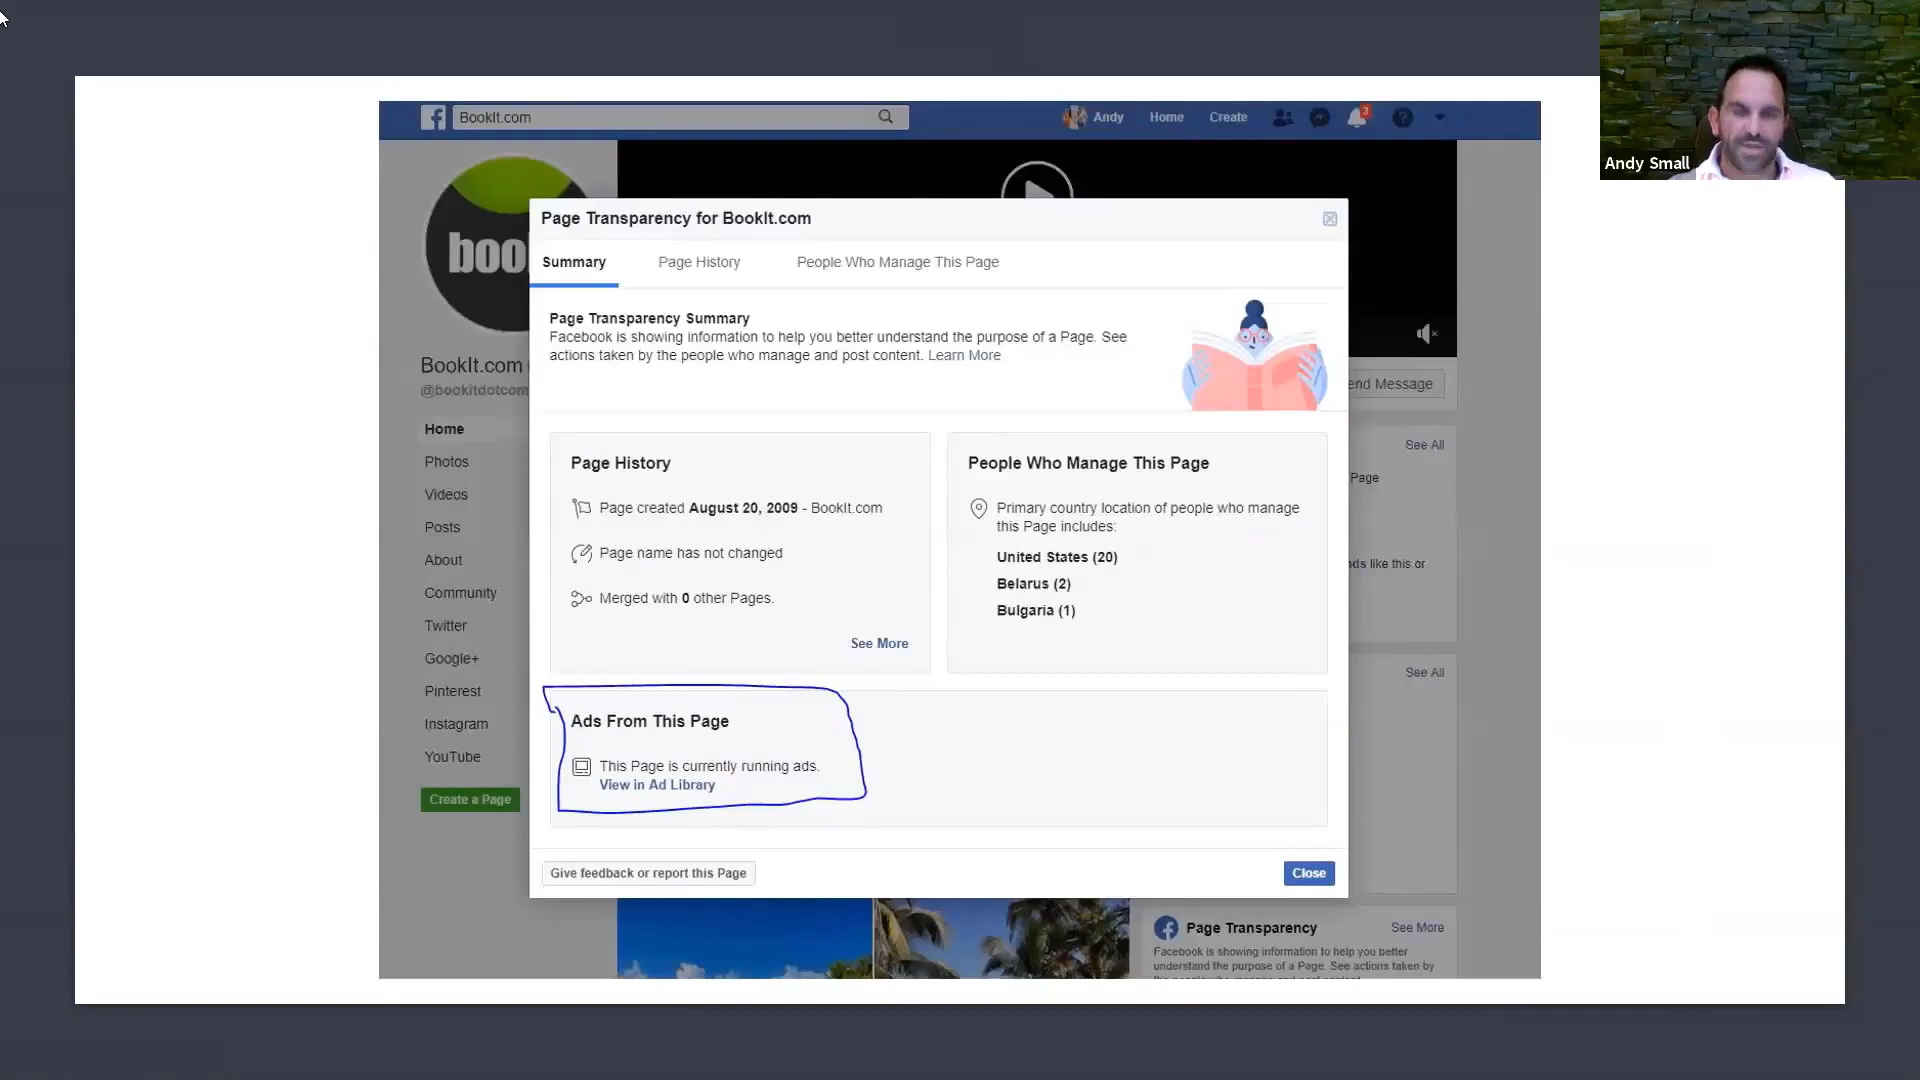 Andy Small
BookIt.com
Andy
Home
Create
3
boo
BookIt.com
@bookitdotcom
Home
Photos
Videos
Posts
About
Community
Twitter
Google+
Pinterest
Instagram
YouTube
Create a Page
Page Transparency for BookIt.com
Summary
Page History
People Who Manage This Page
Page Transparency Summary
Facebook is showing information to help you better understand the purpose of a Page. See
actions taken by the people who manage and post content. Learn More
Page History
Page created August 20, 2009 - BookIt.com
Page name has not changed
Merged with 0 other Pages.
See More
People Who Manage This Page
Primary country location of people who manage
this Page includes:
United States (20)
Belarus (2)
Bulgaria (1)
Ads From This Page
This Page is currently running ads.
View in Ad Library
Give feedback or report this Page
Close
end Message
See All
Page
ds like this or
See All
Page Transparency
See More
Facebook is showing information to help you better
understand the purpose of a Page. See actions taken by